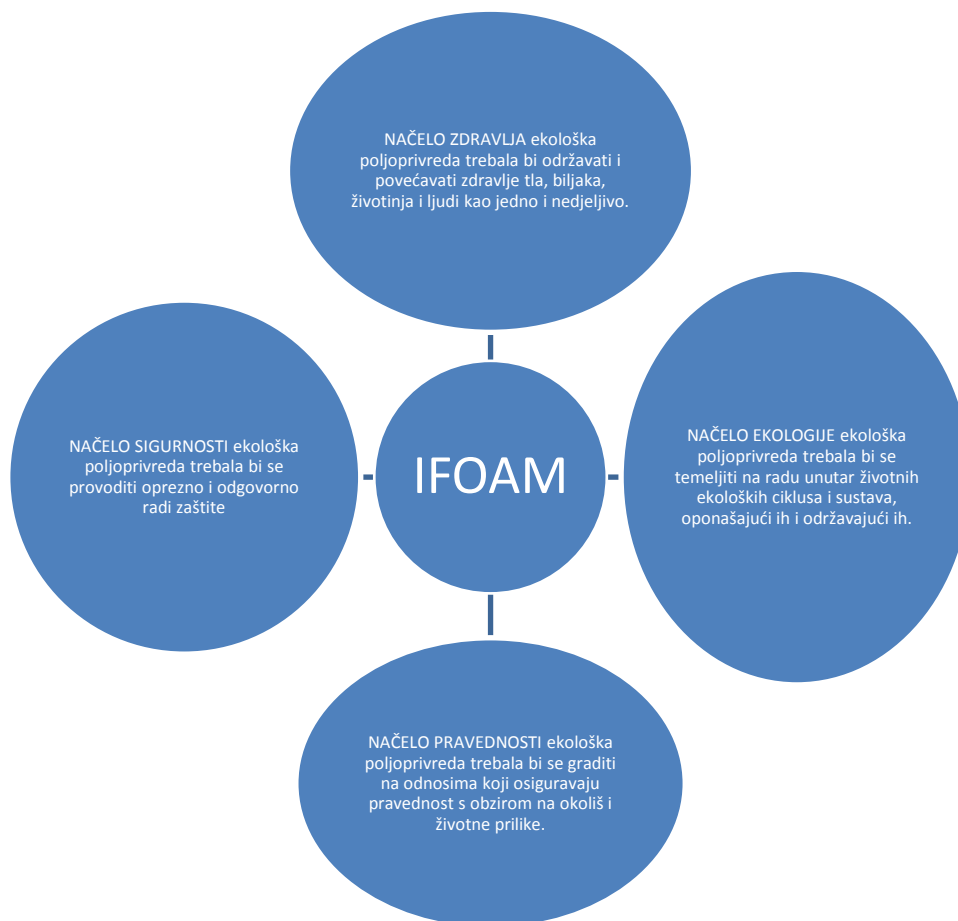 NAČELO ZDRAVLJA ekološka
poljoprivreda trebala bi održavati i
povećavati zdravlje tla, biljaka,
životinja i ljudi kao jedno i nedjeljivo.
NAČELO SIGURNOSTI ekološka
poljoprivreda trebala bi se
provoditi oprezno i odgovorno
radi zaštite
IFOAM
NAČELO EKOLOGIJE ekološka
poljoprivreda trebala bi se
temeljiti na radu unutar životnih
ekoloških ciklusa i sustava,
oponašajući ih i održavajući ih.
NAČELO PRAVEDNOSTI ekološka
poljoprivreda trebala bi se graditi
na odnosima koji osiguravaju
pravednost s obzirom na okoliš i
životne prilike.